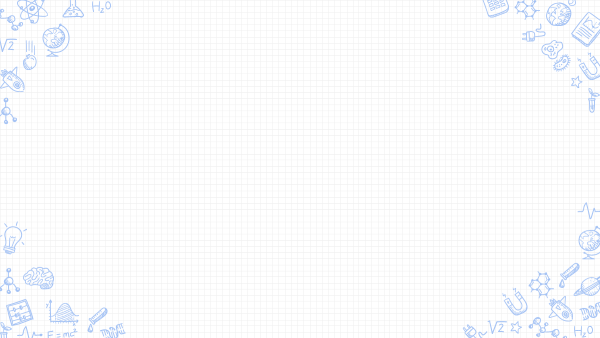 H₂O
√2
E=mc²
√2
H₂O